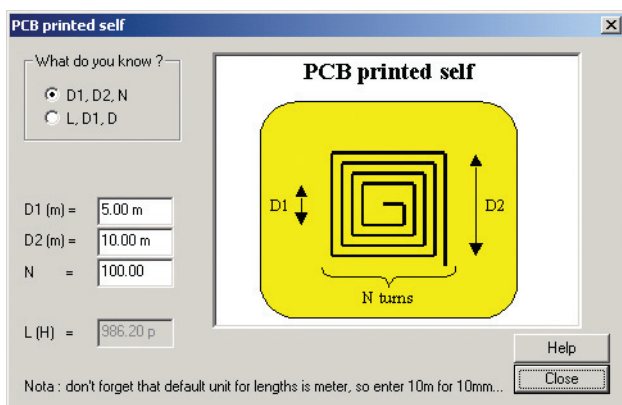 PCB printed self
What do you know ?
D1, D2, N
L, D1, D
D1 (m) = 5.00 m
D2 (m) = 10.00 m
N = 100.00
L (H) = 986.20 p
PCB printed self
D1
D2
N turns
Help
Close
Nota : don't forget that default unit for lengths is meter, so enter 10m for 10mm...